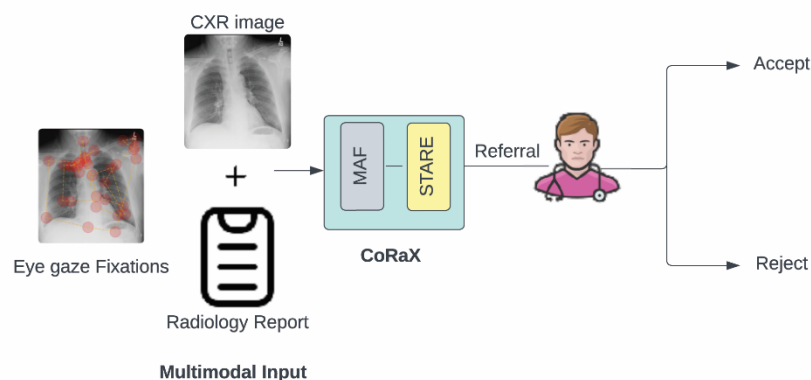 CXR image
Eye gaze Fixations
+
Radiology Report
Multimodal Input
MAF
STARE
CoRaX
Referral
Accept
Reject